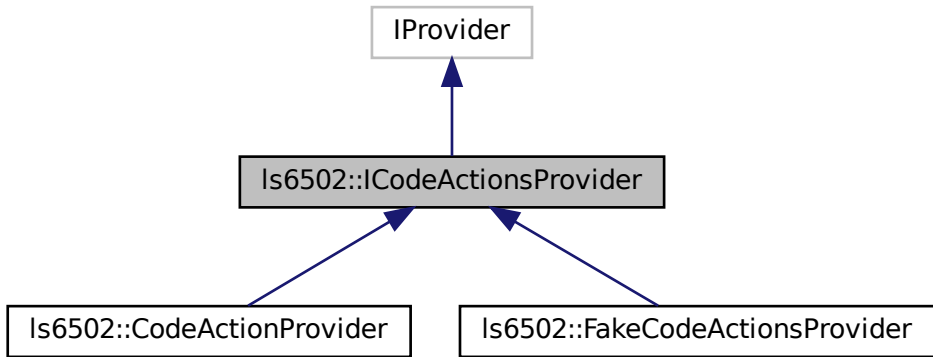 IProvider
ls6502::ICodeActionsProvider
ls6502::CodeActionProvider
ls6502::FakeCodeActionsProvider